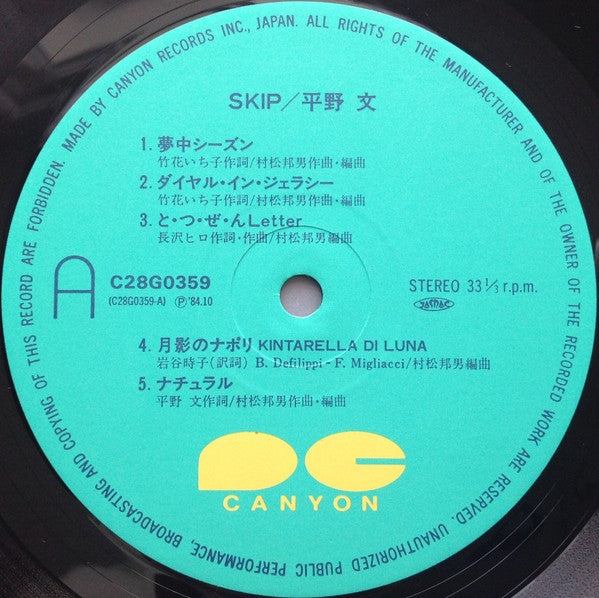 MADE BY CANYON RECORDS INC., JAPAN. ALL RIGHTS OF THE MANUFACTURER AND OF THE OWNER OF THE RECORDED WORK ARE RESERVED. UNAUTHORIZED PUBLIC PERFORMANCE, BROADCASTING AND COPYING OF THIS RECORD ARE FORBIDDEN.
SKIP/平野 文
1. 夢中シーズン
竹花いち子作詞/村松邦男作曲・編曲
2. ダイヤル・イン・ジェラシー
竹花いち子作詞/村松邦男作曲・編曲
3. と・つ・ぜ・んLetter
長沢ヒロ作詞・作曲/村松邦男編曲
A
C28G0359
(C28G0359-A) Ⓟ'84.10
STEREO 33 1/3 r.p.m.
JASRAC
4. 月影のナポリ KINTARELLA DI LUNA
岩谷時子(訳詞) B. Defilippi - F. Migliacci/村松邦男編曲
5. ナチュラル
平野 文作詞/村松邦男作曲・編曲
CANYON